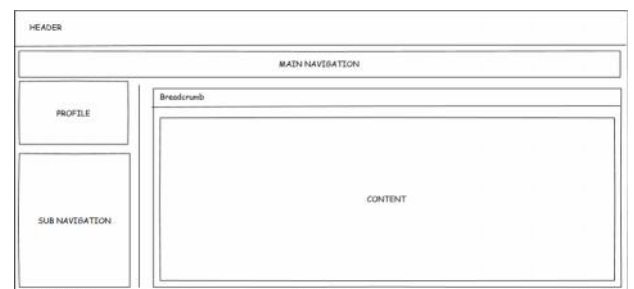 HEADER
MAIN NAVIGATION
PROFILE
Breadcrumb
CONTENT
SUB NAVIGATION